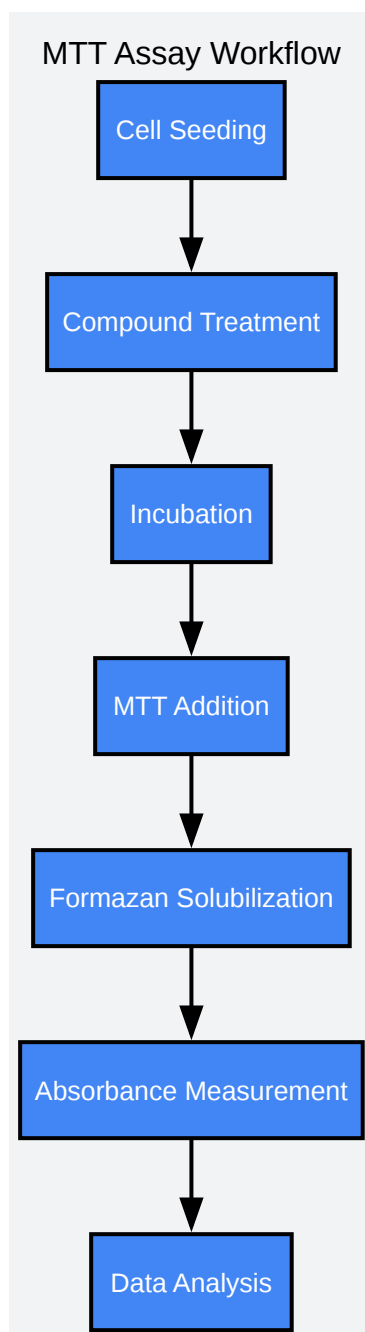 MTT Assay Workflow
Cell Seeding
Compound Treatment
Incubation
MTT Addition
Formazan Solubilization
Absorbance Measurement
Data Analysis